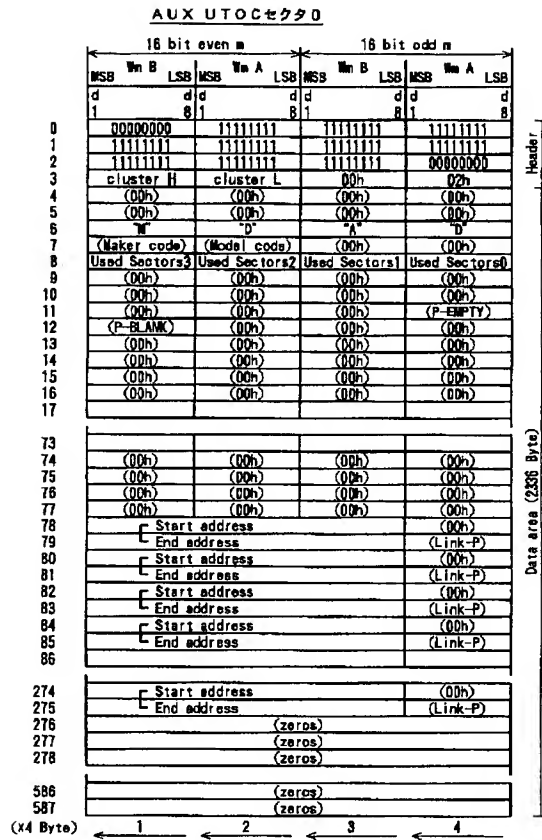 AUX UTOCセクタ0
16 bit even m 16 bit odd m
Wm B Wm A Wm B Wm A
MSB LSB MSB LSB MSB LSB MSB LSB
d d d d d d d d
1 8 1 8 1 8 1 8
0 00000000 11111111 11111111 11111111
1 11111111 11111111 11111111 11111111
2 11111111 11111111 11111111 00000000
3 cluster H cluster L 00h 02h
Header
4 (00h) (00h) (00h) (00h)
5 (00h) (00h) (00h) (00h)
6 "M" "D" "A" "D"
7 (Maker code) (Model code) (00h) (00h)
8 Used Sectors3 Used Sectors2 Used Sectors1 Used Sectors0
9 (00h) (00h) (00h) (00h)
10 (00h) (00h) (00h) (00h)
11 (00h) (00h) (00h) (P-EMPTY)
12 (P-BLANK) (00h) (00h) (00h)
13 (00h) (00h) (00h) (00h)
14 (00h) (00h) (00h) (00h)
15 (00h) (00h) (00h) (00h)
16 (00h) (00h) (00h) (00h)
17
73
74 (00h) (00h) (00h) (00h)
75 (00h) (00h) (00h) (00h)
76 (00h) (00h) (00h) (00h)
77 (00h) (00h) (00h) (00h)
78 Start address (00h)
79 End address (Link-P)
80 Start address (00h)
81 End address (Link-P)
82 Start address (00h)
83 End address (Link-P)
84 Start address (00h)
85 End address (Link-P)
86
274 Start address (00h)
275 End address (Link-P)
276 (zeros)
277 (zeros)
278 (zeros)
586 (zeros)
587 (zeros)
Data area (2336 Byte)
(X4 Byte) 1 2 3 4